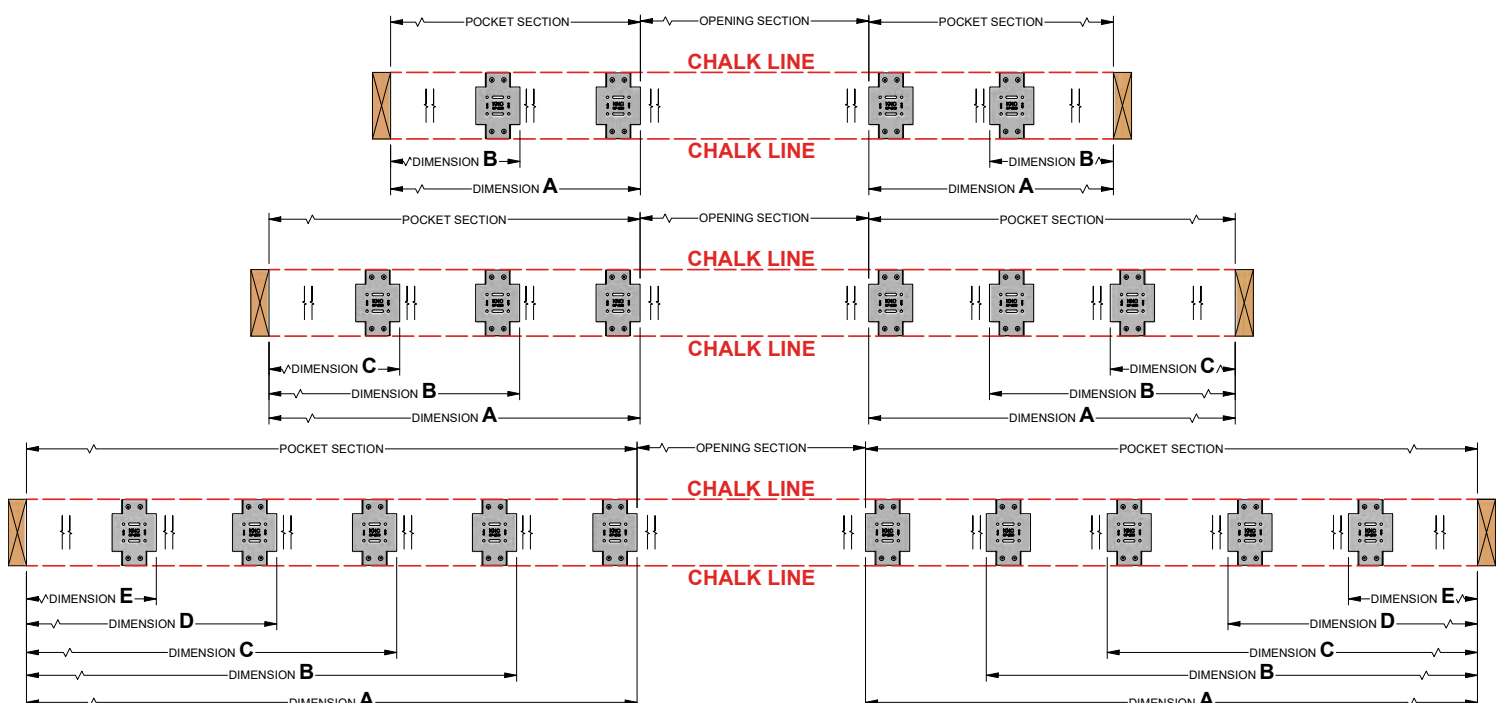 POCKET SECTION OPENING SECTION POCKET SECTION
CHALK LINE
CHALK LINE
DIMENSION B DIMENSION B
DIMENSION A DIMENSION A
POCKET SECTION OPENING SECTION POCKET SECTION
CHALK LINE
CHALK LINE
DIMENSION C DIMENSION C
DIMENSION B DIMENSION B
DIMENSION A DIMENSION A
POCKET SECTION OPENING SECTION POCKET SECTION
CHALK LINE
CHALK LINE
DIMENSION E DIMENSION E
DIMENSION D DIMENSION D
DIMENSION C DIMENSION C
DIMENSION B DIMENSION B
DIMENSION A DIMENSION A